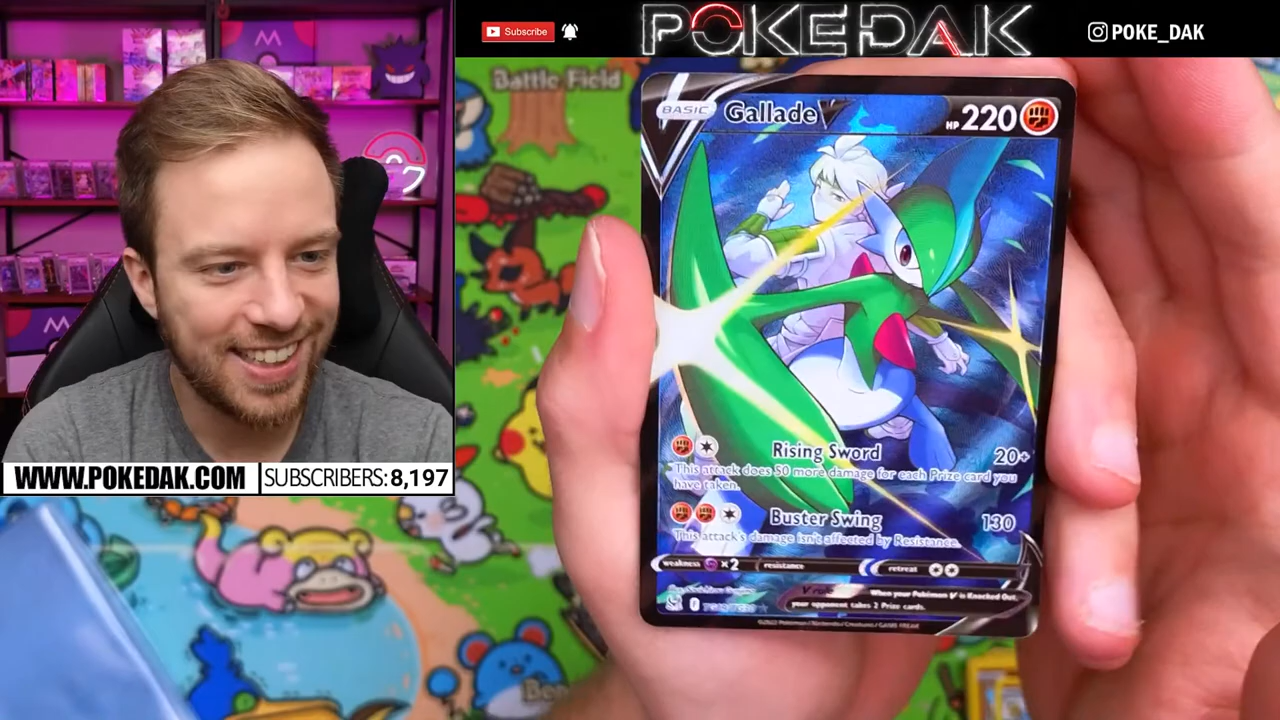 Subscribe
POKEDAK
POKE_DAK
Battle Field
BASIC Gallade V HP 220
Rising Sword 20+
This attack does 50 more damage for each Prize card you
have taken.
Buster Swing 130
This attack's damage isn't affected by Resistance.
weakness ×2 resistance retreat
V rule When your Pokémon V is Knocked Out,
your opponent takes 2 Prize cards.
WWW.POKEDAK.COM SUBSCRIBERS: 8,197